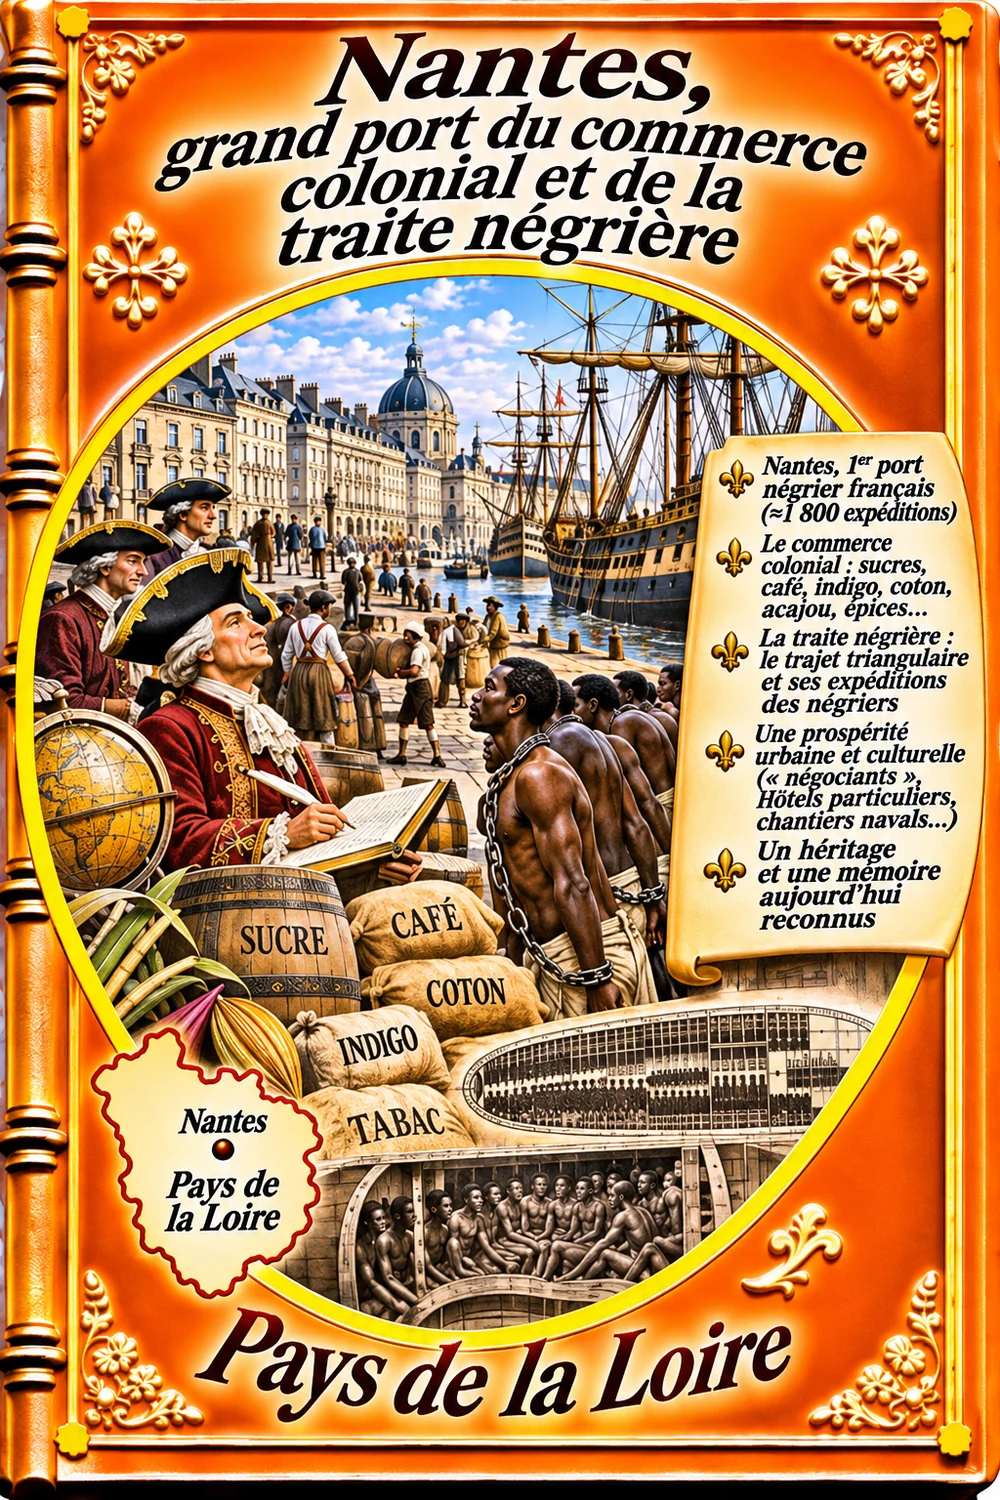 Nantes,
grand port du commerce
colonial et de la
traite négrière
Nantes, 1er port
négrier français
(≈1 800 expéditions)
Le commerce
colonial : sucres,
café, indigo, coton,
acajou, épices...
La traite négrière :
le trajet triangulaire
et ses expéditions
des négriers
Une prospérité
urbaine et culturelle
(« négociants »,
Hôtels particuliers,
chantiers navals...)
Un héritage
et une mémoire
aujourd'hui
reconnus
SUCRE
CAFÉ
COTON
INDIGO
TABAC
Nantes
Pays de
la Loire
Pays de la Loire